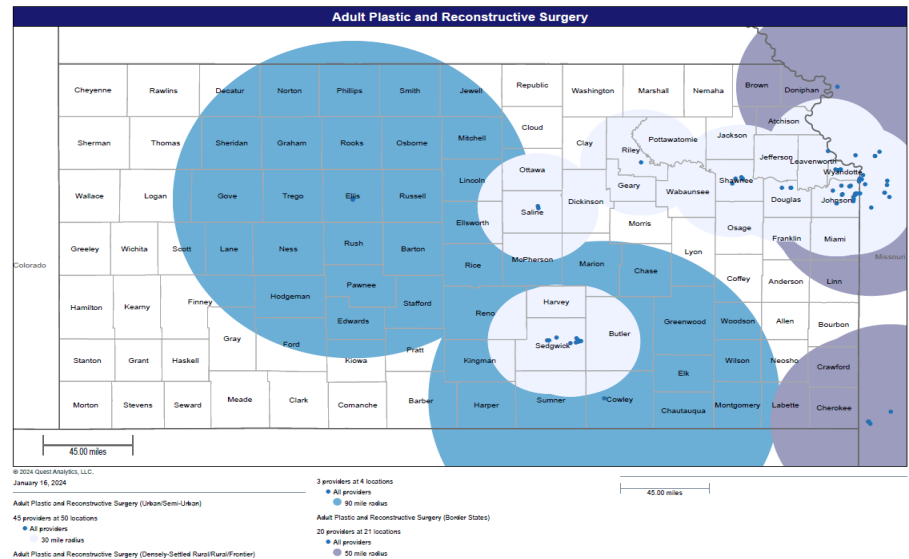 Adult Plastic and Reconstructive Surgery
Cheyenne Rawlins Decatur Norton Phillips Smith Jewell Republic Washington Marshall Nemaha Brown Doniphan
Atchison
Cloud
Sherman Thomas Sheridan Graham Rooks Osborne Mitchell Clay Riley Pottawatomie Jackson
Jefferson Leavenworth
Ottawa
Wyandotte
Lincoln
Shawnee
Geary
Wabaunsee
Wallace Logan Gove Trego Ellis Russell
Dickinson
Douglas Johnson
Saline
Ellsworth
Morris
Osage
Franklin Miami
Greeley Wichita Scott Lane Ness Rush Barton
Lyon
Missouri
Colorado
Rice McPherson Marion Chase
Coffey Anderson Linn
Pawnee
Hodgeman
Hamilton Kearny Finney Stafford Harvey
Reno
Edwards
Greenwood Woodson Allen Bourbon
Gray Ford
Butler
Sedgwick
Pratt
Stanton Grant Haskell Kiowa Kingman
Wilson Neosho
Crawford
Elk
Morton Stevens Seward Meade Clark Comanche Barber Harper Sumner Cowley
Chautauqua Montgomery Labette Cherokee
45.00 miles
© 2024 Quest Analytics, LLC.
January 16, 2024
Adult Plastic and Reconstructive Surgery (Urban/Semi-Urban)
45 providers at 50 locations
All providers
30 mile radius
Adult Plastic and Reconstructive Surgery (Densely-Settled Rural/Rural/Frontier)
3 providers at 4 locations
All providers
90 mile radius
Adult Plastic and Reconstructive Surgery (Border States)
20 providers at 21 locations
All providers
50 mile radius
45.00 miles